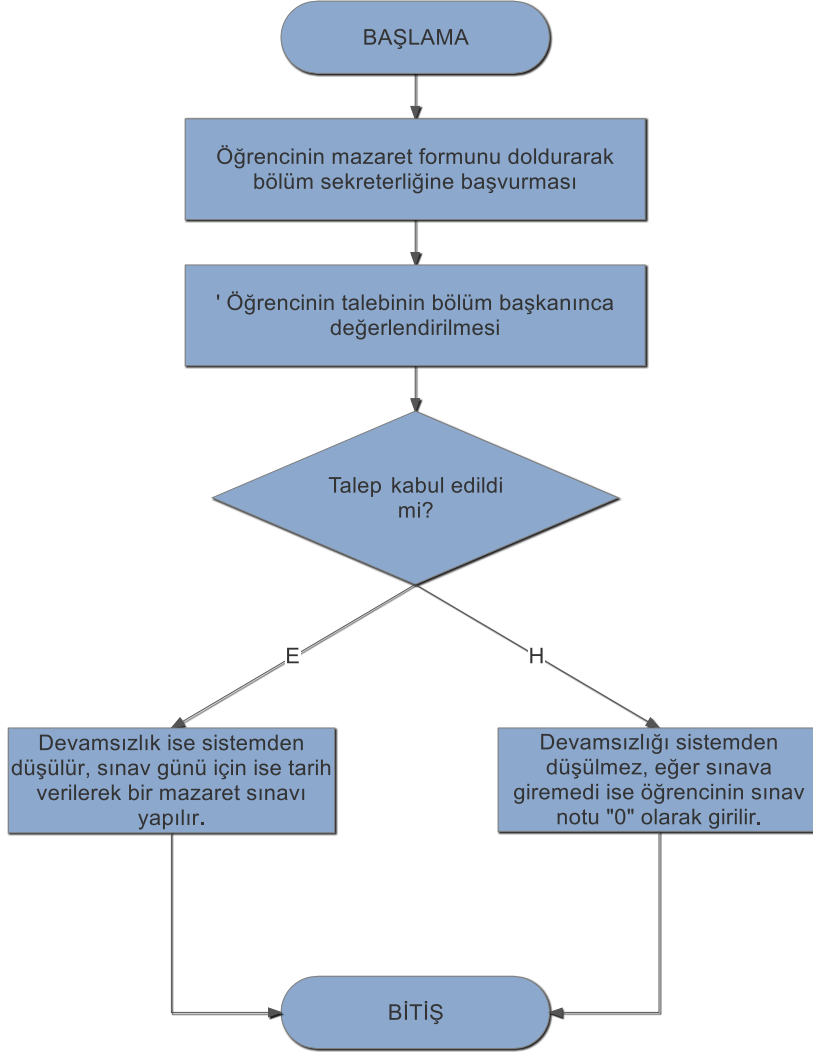 BAŞLAMA
Öğrencinin mazaret formunu doldurarak
bölüm sekreterliğine başvurması
' Öğrencinin talebinin bölüm başkanınca
değerlendirilmesi
Talep kabul edildi
mi?
E
H
Devamsızlık ise sistemden
düşülür, sınav günü için ise tarih
verilerek bir mazaret sınavı
yapılır.
Devamsızlığı sistemden
düşülmez, eğer sınava
giremedi ise öğrencinin sınav
notu "0" olarak girilir.
BİTİŞ